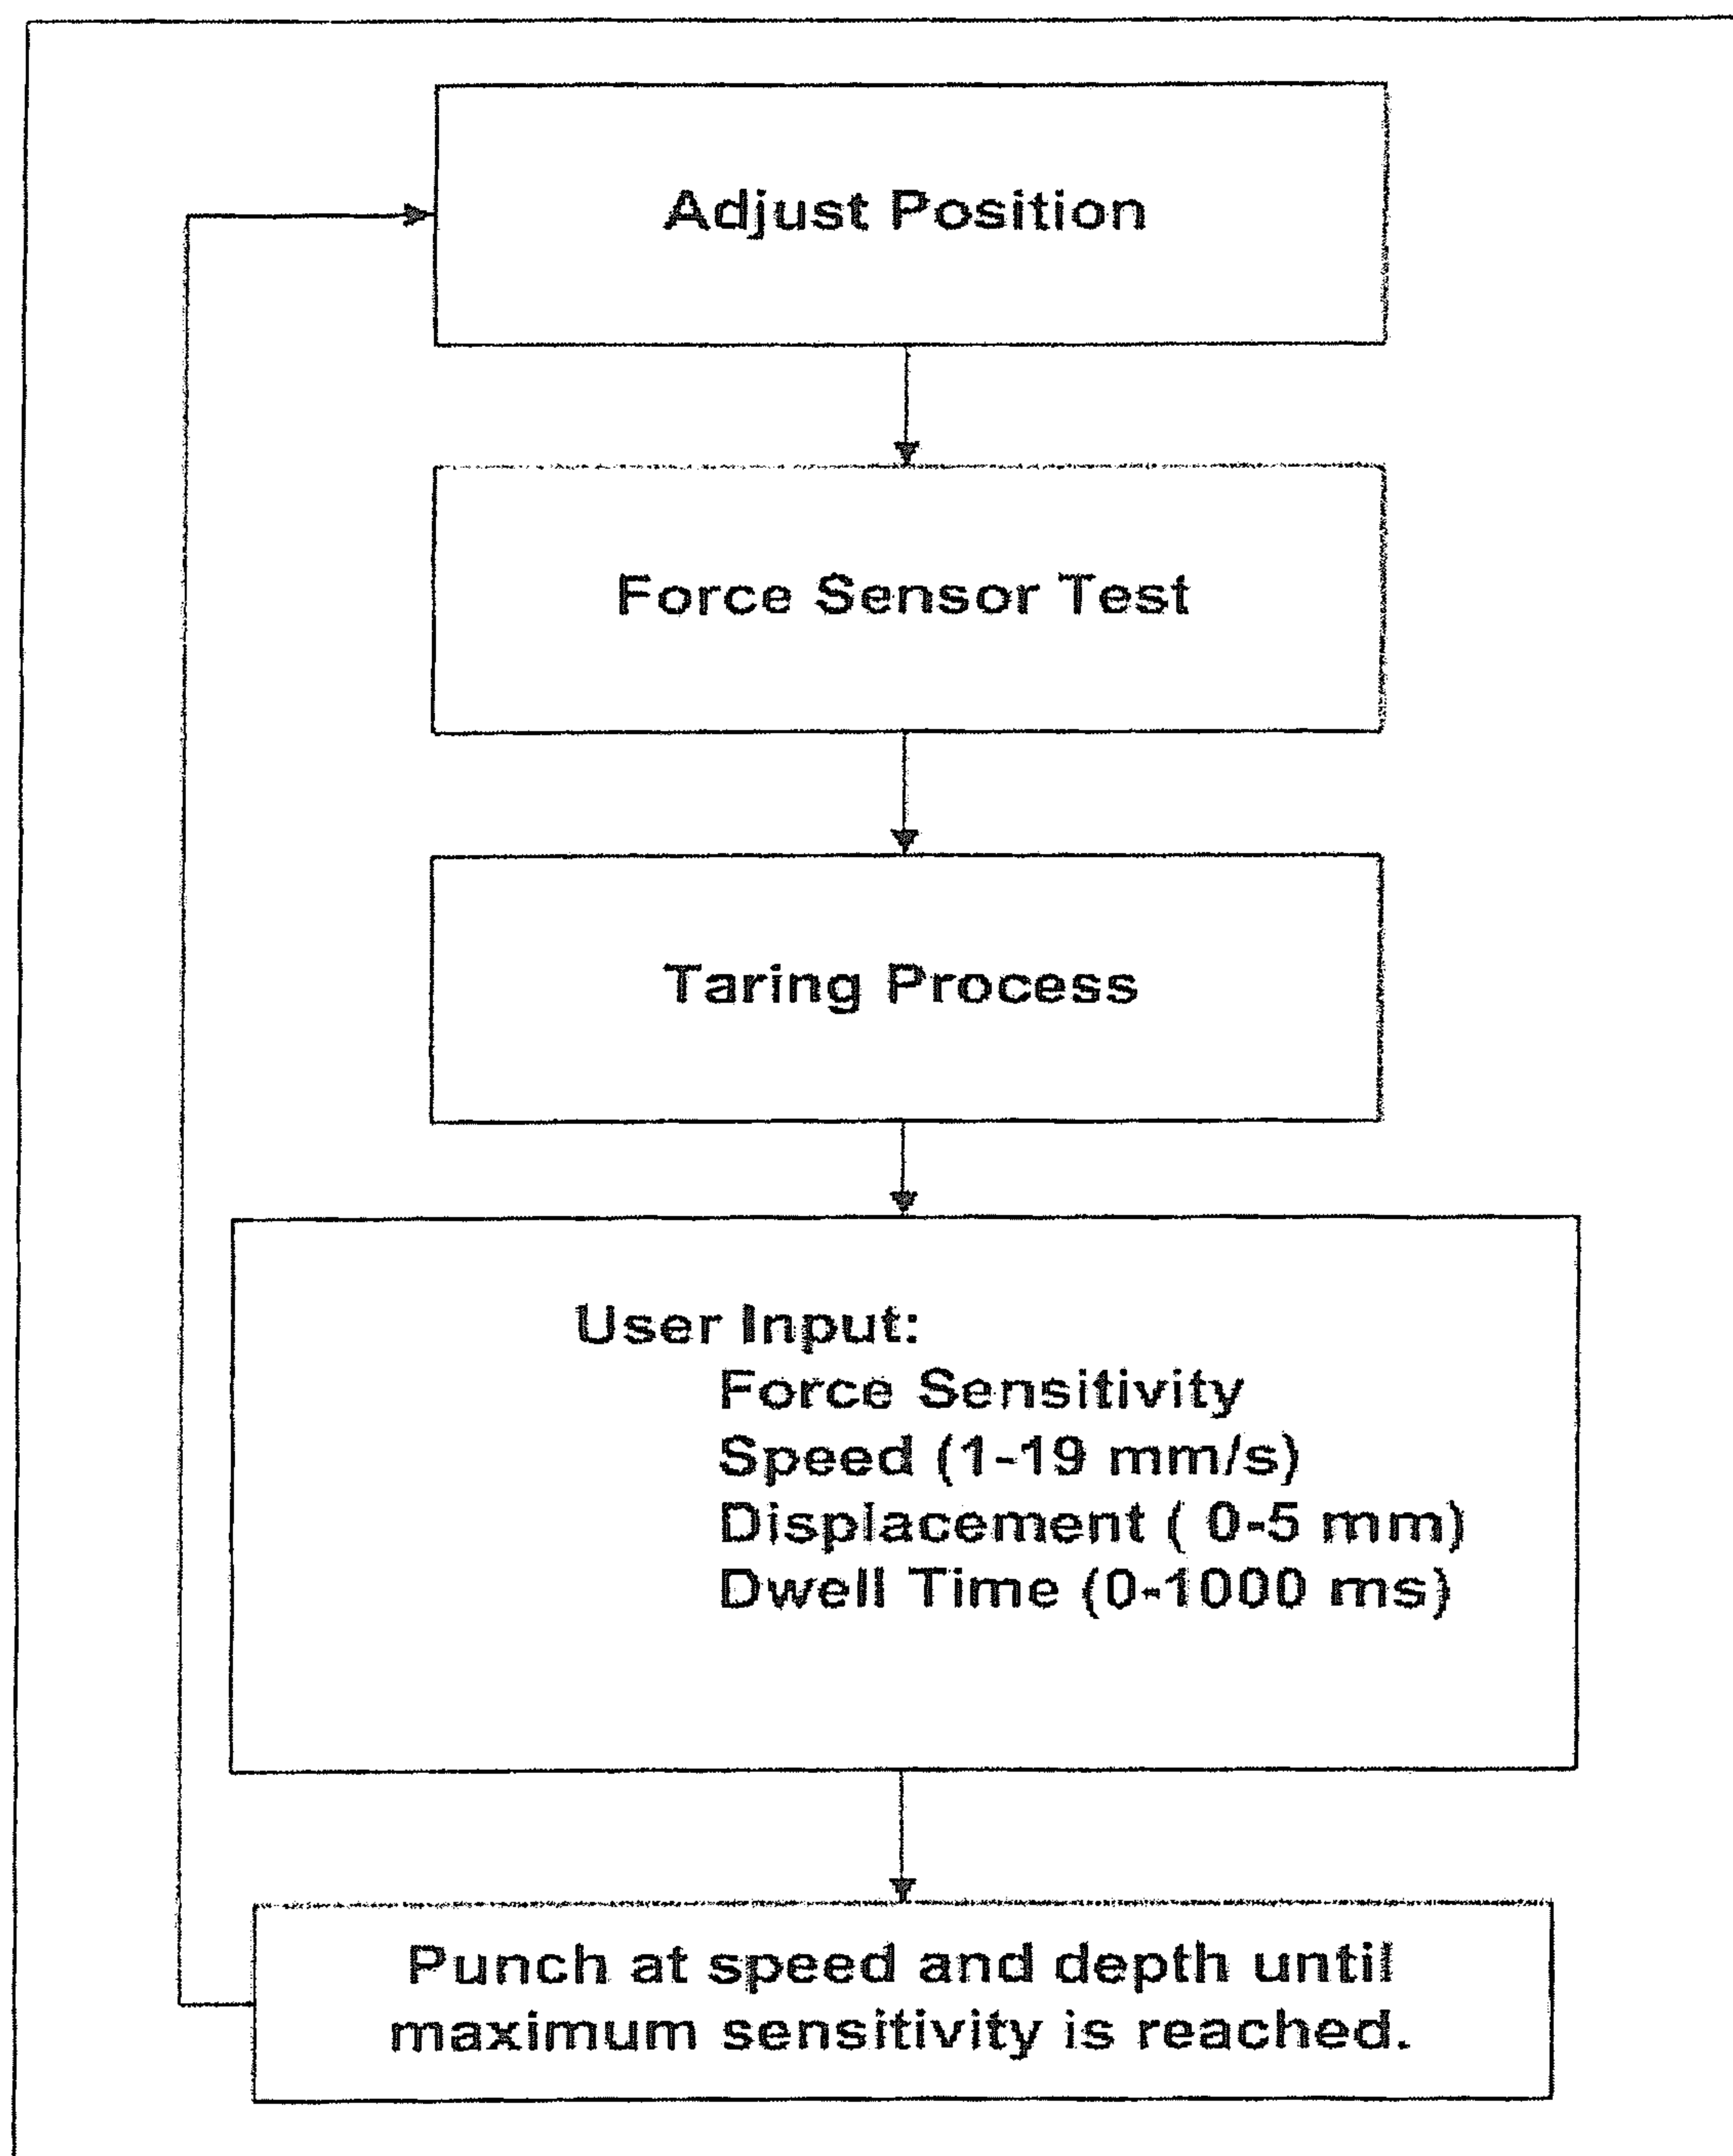 Adjust Position
Force Sensor Test
Taring Process
User Input:
Force Sensitivity
Speed (1-19 mm/s)
Displacement ( 0-5 mm)
Dwell Time (0-1000 ms)
Punch at speed and depth until
maximum sensitivity is reached.